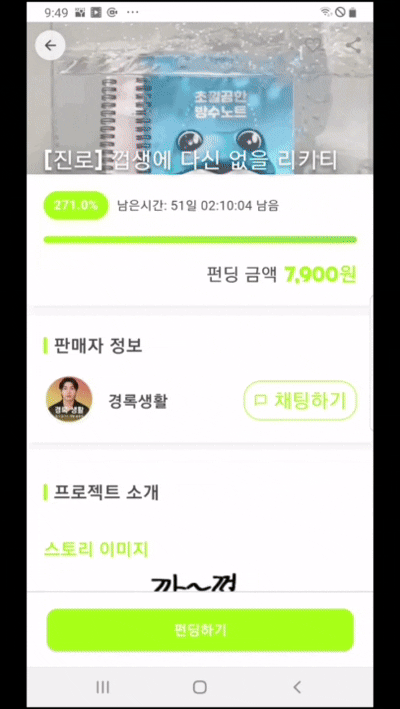 9:49
초깔끔한
방수노트
[진로] 껍생에 다신 없을 리키티
271.0%
남은시간: 51일 02:10:04 남음
펀딩 금액 7,900원
판매자 정보
경록 생활
경록생활
채팅하기
프로젝트 소개
스토리 이미지
펀딩하기